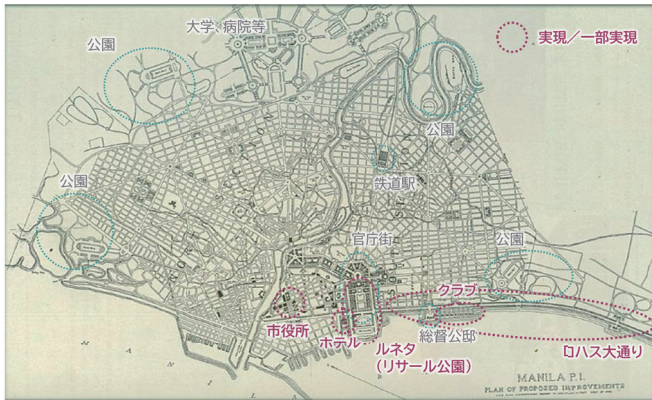 大学、病院等
公園
実現／一部実現
公園
鉄道駅
公園
官庁街
公園
クラブ
市役所
ホテル
ルネタ
（リサール公園）
総督公邸
ロハス大通り
MANILA P.I.
PLAN OF PROPOSED IMPROVEMENTS